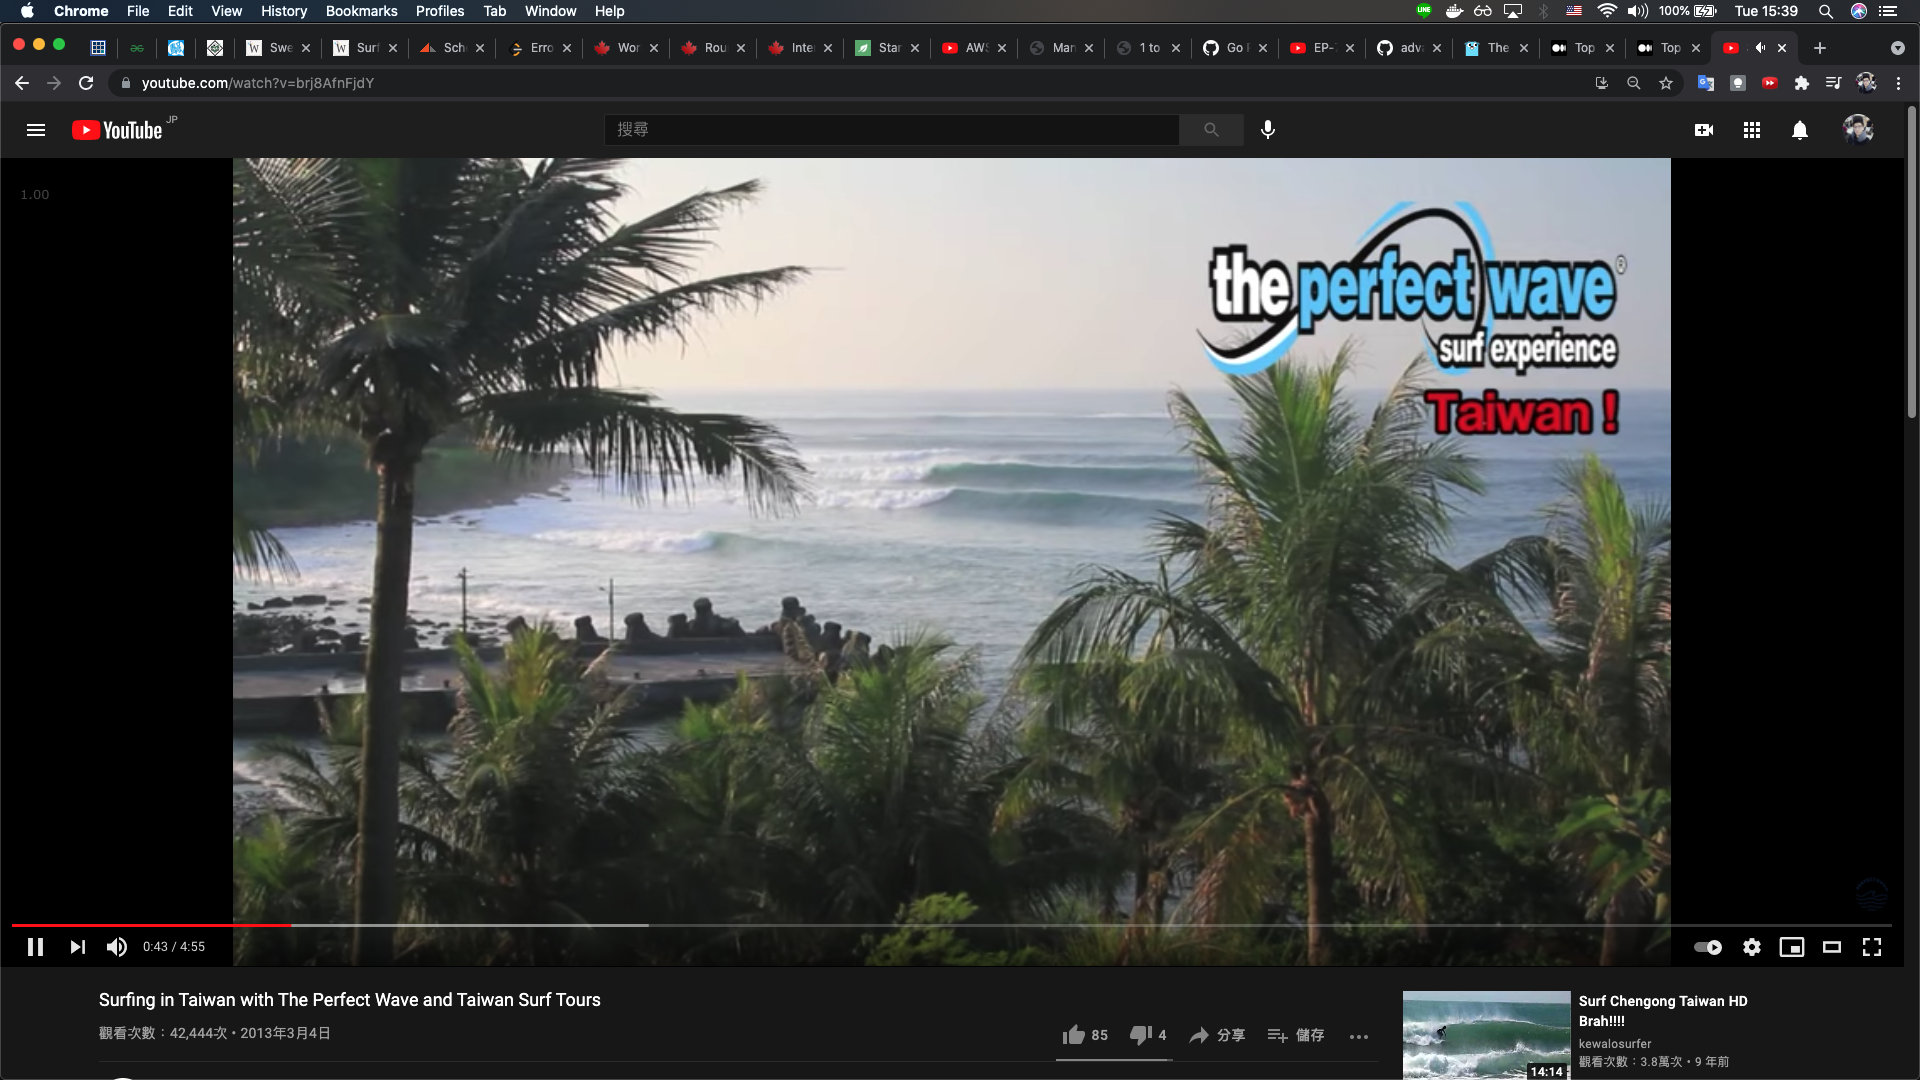 Chrome File Edit View History Bookmarks Profiles Tab Window Help
LINE 100% Tue 15:39
Swe Surf Sch Erro Wor Rou Inte Star AWS Man 1 to Go EP- adva The Top Top
youtube.com/watch?v=brj8AfnFjdY
YouTube JP
搜尋
1.00
the perfect wave®
surf experience
Taiwan !
0:43 / 4:55
Surfing in Taiwan with The Perfect Wave and Taiwan Surf Tours
觀看次數：42,444次 • 2013年3月4日
85 4 分享 儲存
Surf Chengong Taiwan HD
Brah!!!!
kewalosurfer
觀看次數：3.8萬次 • 9 年前
14:14